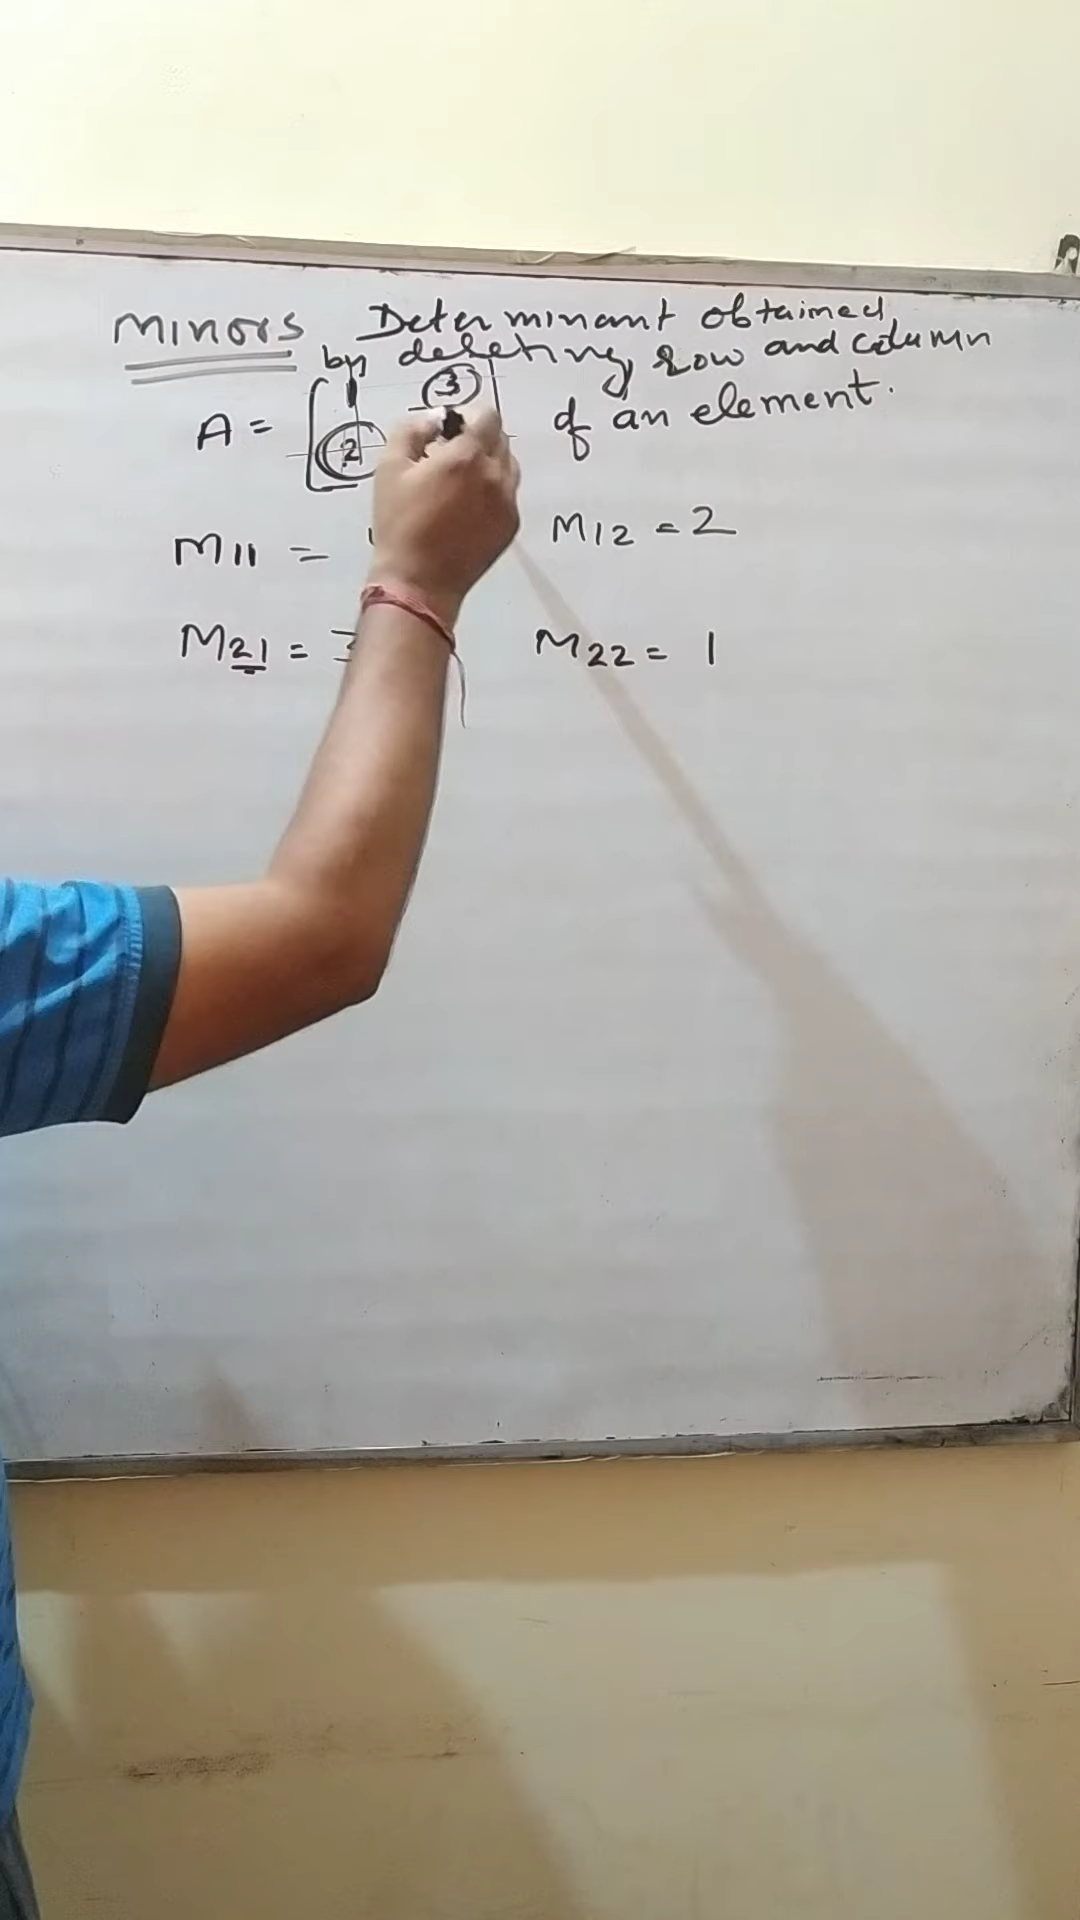 Minors Determinant obtained
by deleting row and column
of an element.
A = [ 3
2
M11 =
M12 = 2
M21 = 3
M22 = 1